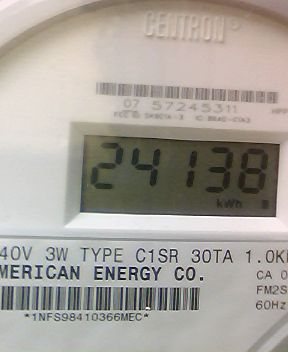 CENTRON
07 57245311
24138
kWh
40V 3W TYPE C1SR 30TA 1.0K
MERICAN ENERGY CO.
CA 0
FM2S
60Hz
*1NFS98410366MEC*